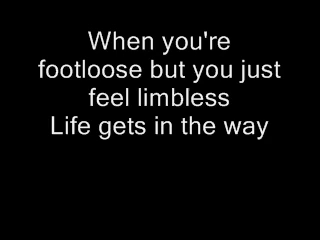 When you're
footloose but you just
feel limbless
Life gets in the way